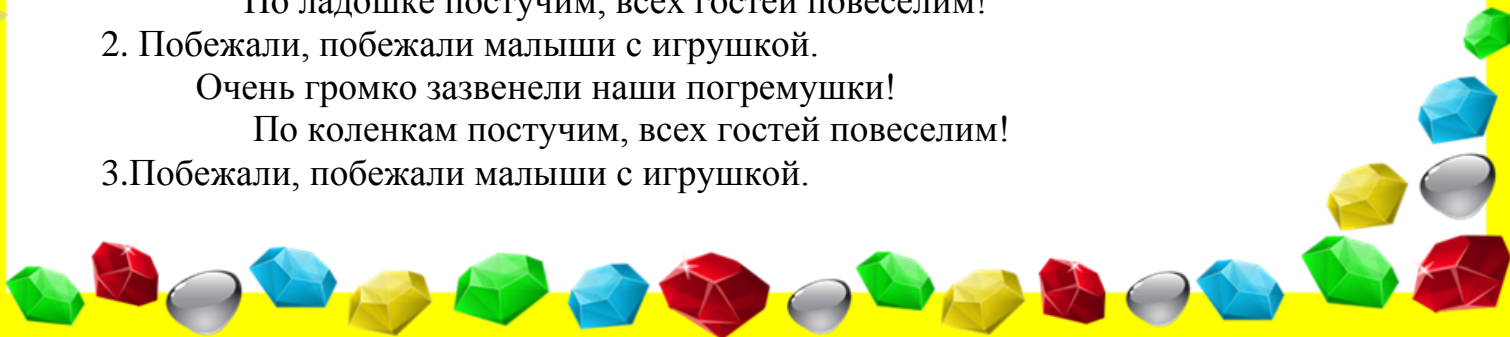 По ладошке постучим, всех гостей повеселим!
2. Побежали, побежали малыши с игрушкой.
Очень громко зазвенели наши погремушки!
По коленкам постучим, всех гостей повеселим!
3.Побежали, побежали малыши с игрушкой.